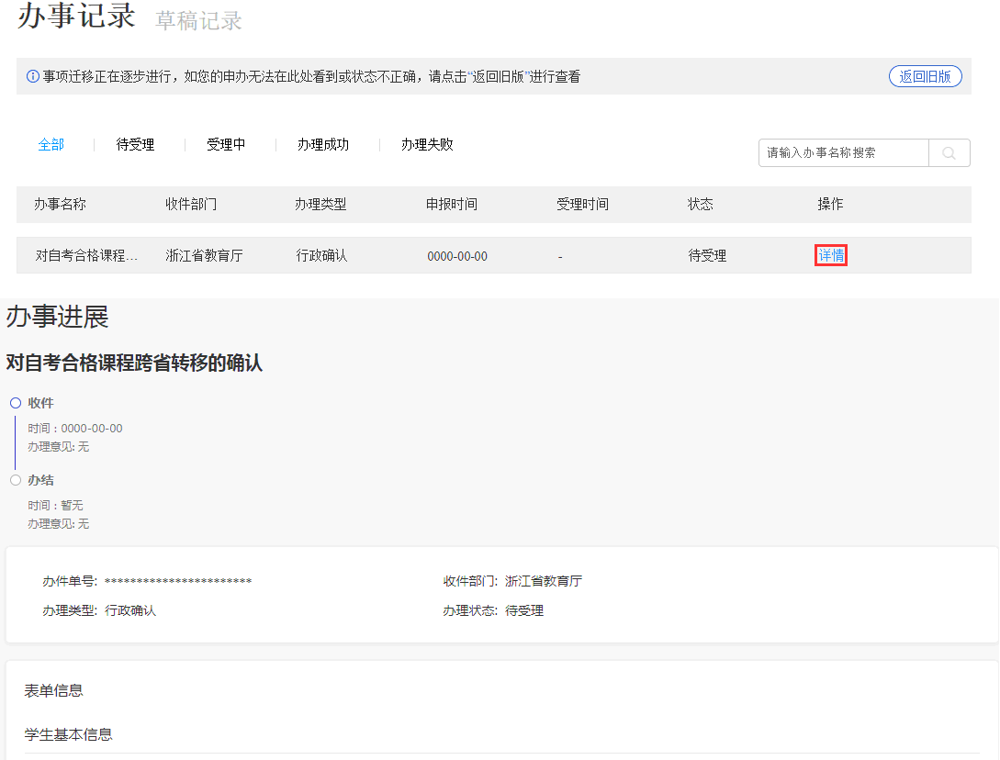 办事记录 草稿记录
事项迁移正在逐步进行，如您的申办无法在此处看到或状态不正确，请点击“返回旧版”进行查看 返回旧版
全部 待受理 受理中 办理成功 办理失败 请输入办事名称搜索
办事名称 收件部门 办理类型 申报时间 受理时间 状态 操作
对自考合格课程... 浙江省教育厅 行政确认 0000-00-00 - 待受理 详情
办事进展
对自考合格课程跨省转移的确认
收件
时间：0000-00-00
办理意见: 无
办结
时间：暂无
办理意见: 无
办件单号: *********************** 收件部门: 浙江省教育厅
办理类型: 行政确认 办理状态: 待受理
表单信息
学生基本信息